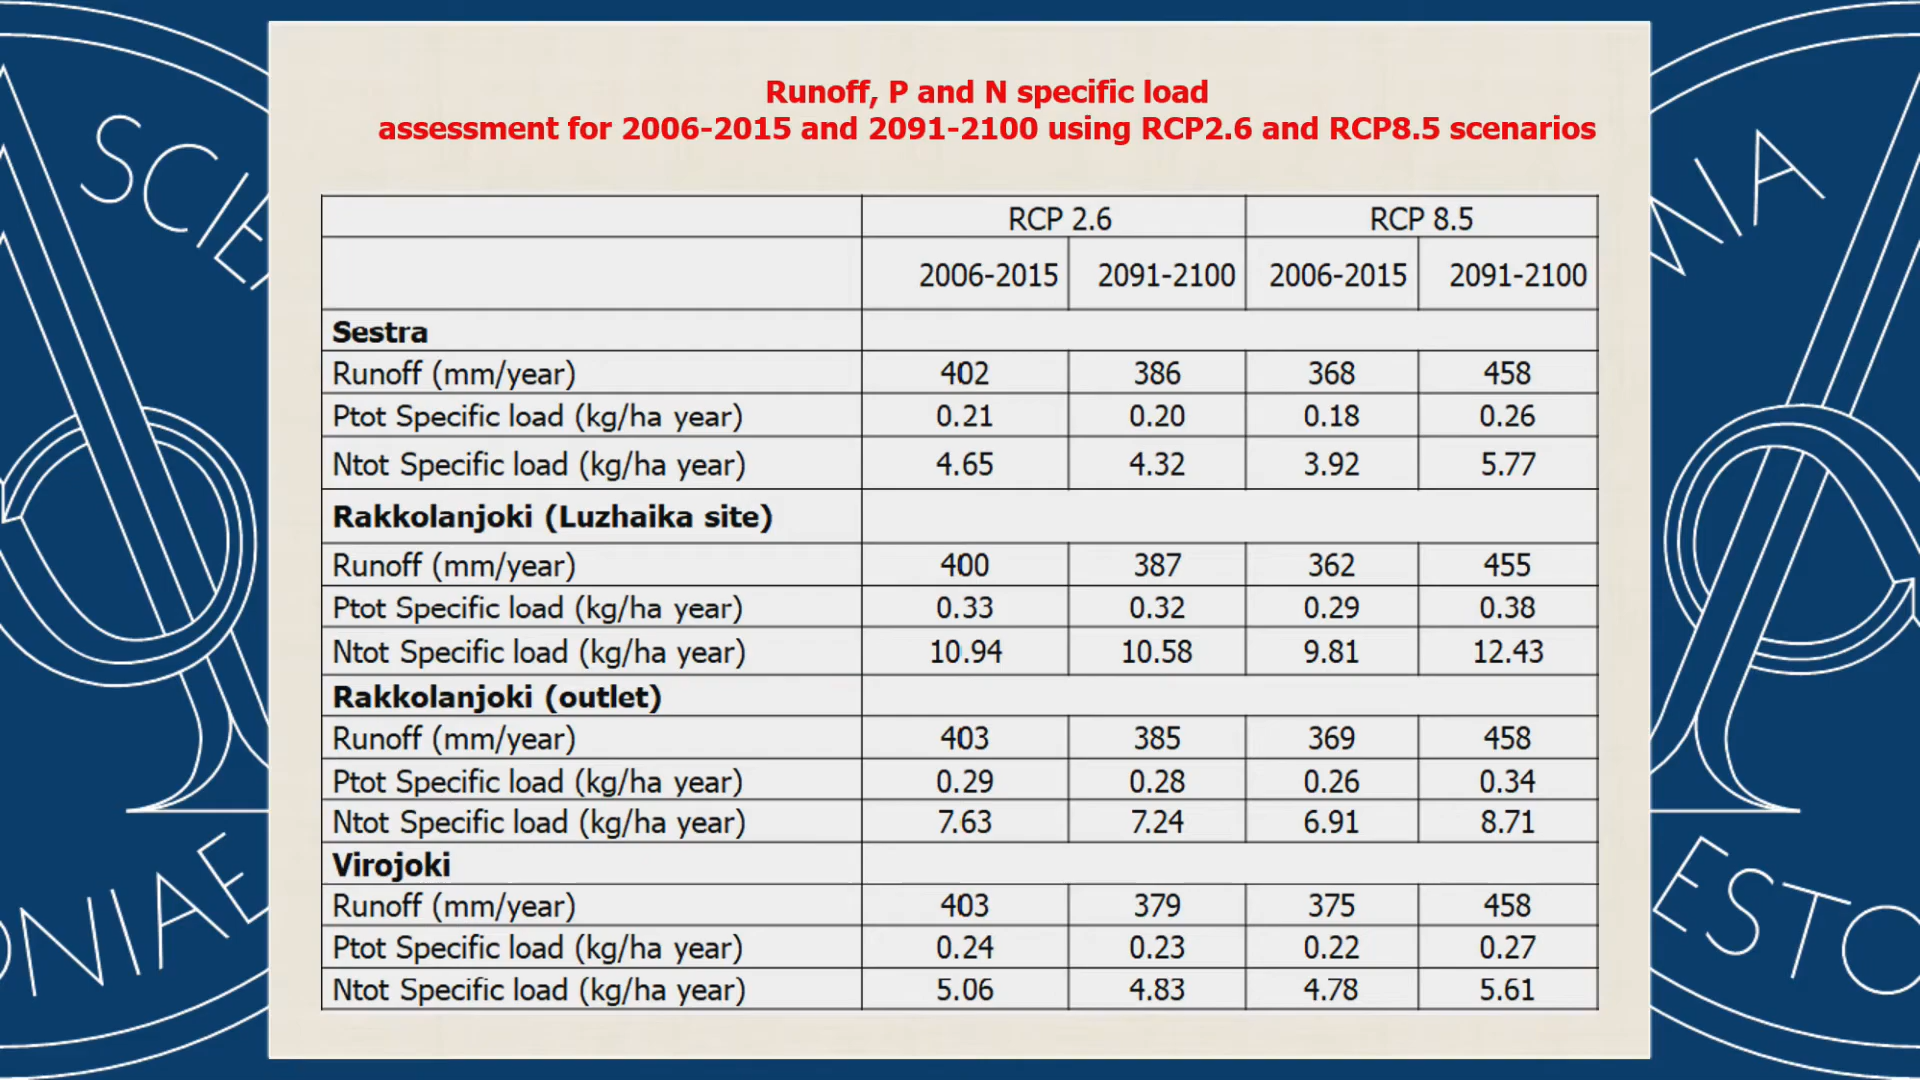 Runoff, P and N specific load
assessment for 2006-2015 and 2091-2100 using RCP2.6 and RCP8.5 scenarios
RCP 2.6 RCP 8.5
2006-2015 2091-2100 2006-2015 2091-2100
Sestra
Runoff (mm/year) 402 386 368 458
Ptot Specific load (kg/ha year) 0.21 0.20 0.18 0.26
Ntot Specific load (kg/ha year) 4.65 4.32 3.92 5.77
Rakkolanjoki (Luzhaika site)
Runoff (mm/year) 400 387 362 455
Ptot Specific load (kg/ha year) 0.33 0.32 0.29 0.38
Ntot Specific load (kg/ha year) 10.94 10.58 9.81 12.43
Rakkolanjoki (outlet)
Runoff (mm/year) 403 385 369 458
Ptot Specific load (kg/ha year) 0.29 0.28 0.26 0.34
Ntot Specific load (kg/ha year) 7.63 7.24 6.91 8.71
Virojoki
Runoff (mm/year) 403 379 375 458
Ptot Specific load (kg/ha year) 0.24 0.23 0.22 0.27
Ntot Specific load (kg/ha year) 5.06 4.83 4.78 5.61